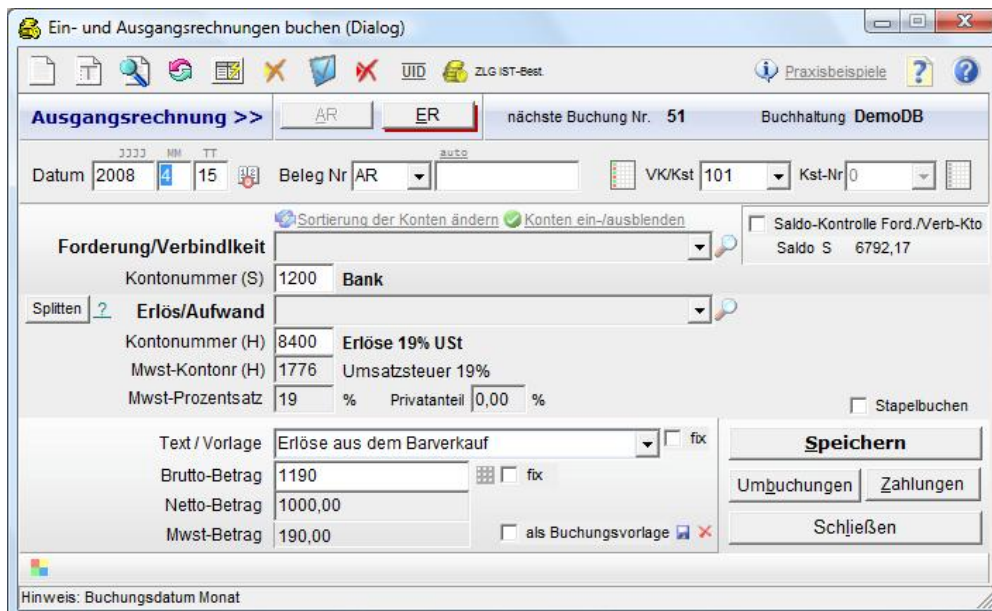 Ein- und Ausgangsrechnungen buchen (Dialog)
T UID ZLG IST-Best. Praxisbeispiele ? ?
Ausgangsrechnung >> AR ER nächste Buchung Nr. 51 Buchhaltung DemoDB
JJJJ MM TT auto
Datum 2008 4 15 Beleg Nr AR VK/Kst 101 Kst-Nr 0
Sortierung der Konten ändern Konten ein-/ausblenden Saldo-Kontrolle Ford./Verb-Kto
Forderung/Verbindlkeit Saldo S 6792,17
Kontonummer (S) 1200 Bank
Splitten ? Erlös/Aufwand
Kontonummer (H) 8400 Erlöse 19% USt
Mwst-Kontonr (H) 1776 Umsatzsteuer 19%
Mwst-Prozentsatz 19 % Privatanteil 0,00 % Stapelbuchen
Text / Vorlage Erlöse aus dem Barverkauf fix Speichern
Brutto-Betrag 1190 fix Umbuchungen Zahlungen
Netto-Betrag 1000,00
Mwst-Betrag 190,00 als Buchungsvorlage Schließen
Hinweis: Buchungsdatum Monat